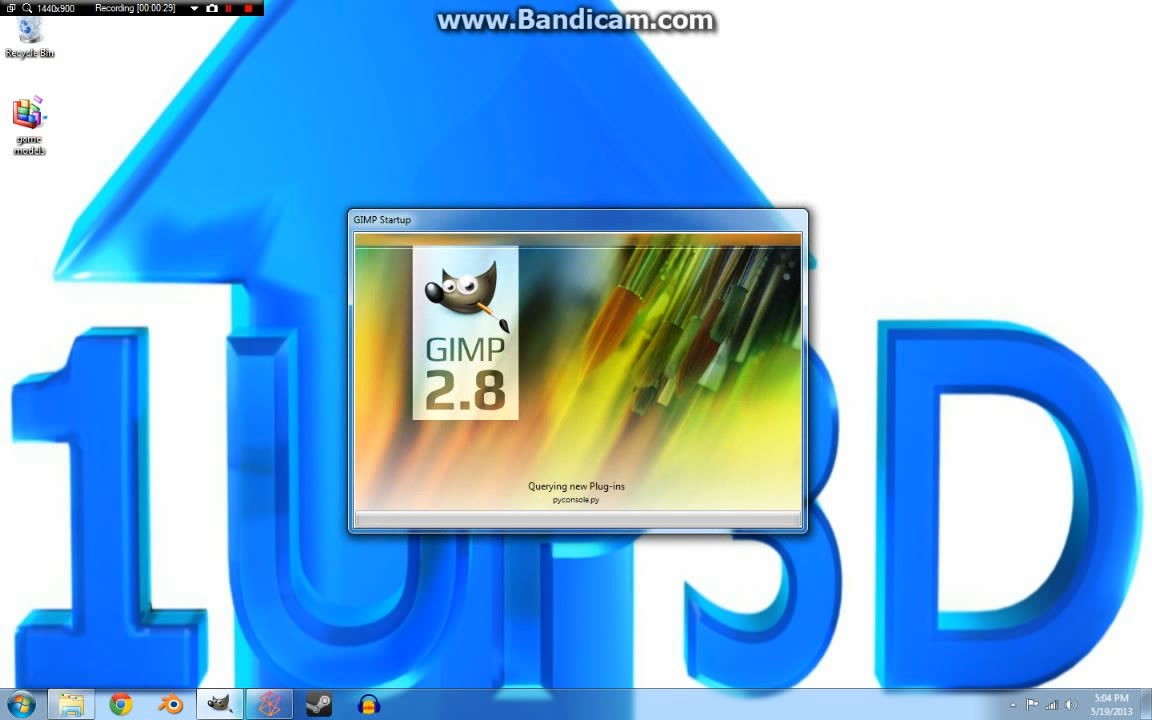 1440x900 Recording [00:00:29]
www.Bandicam.com
Recycle Bin
game
models
GIMP Startup
GIMP
2.8
Querying new Plug-ins
pyconsole.py
1UP3D
5:04 PM
5/19/2013